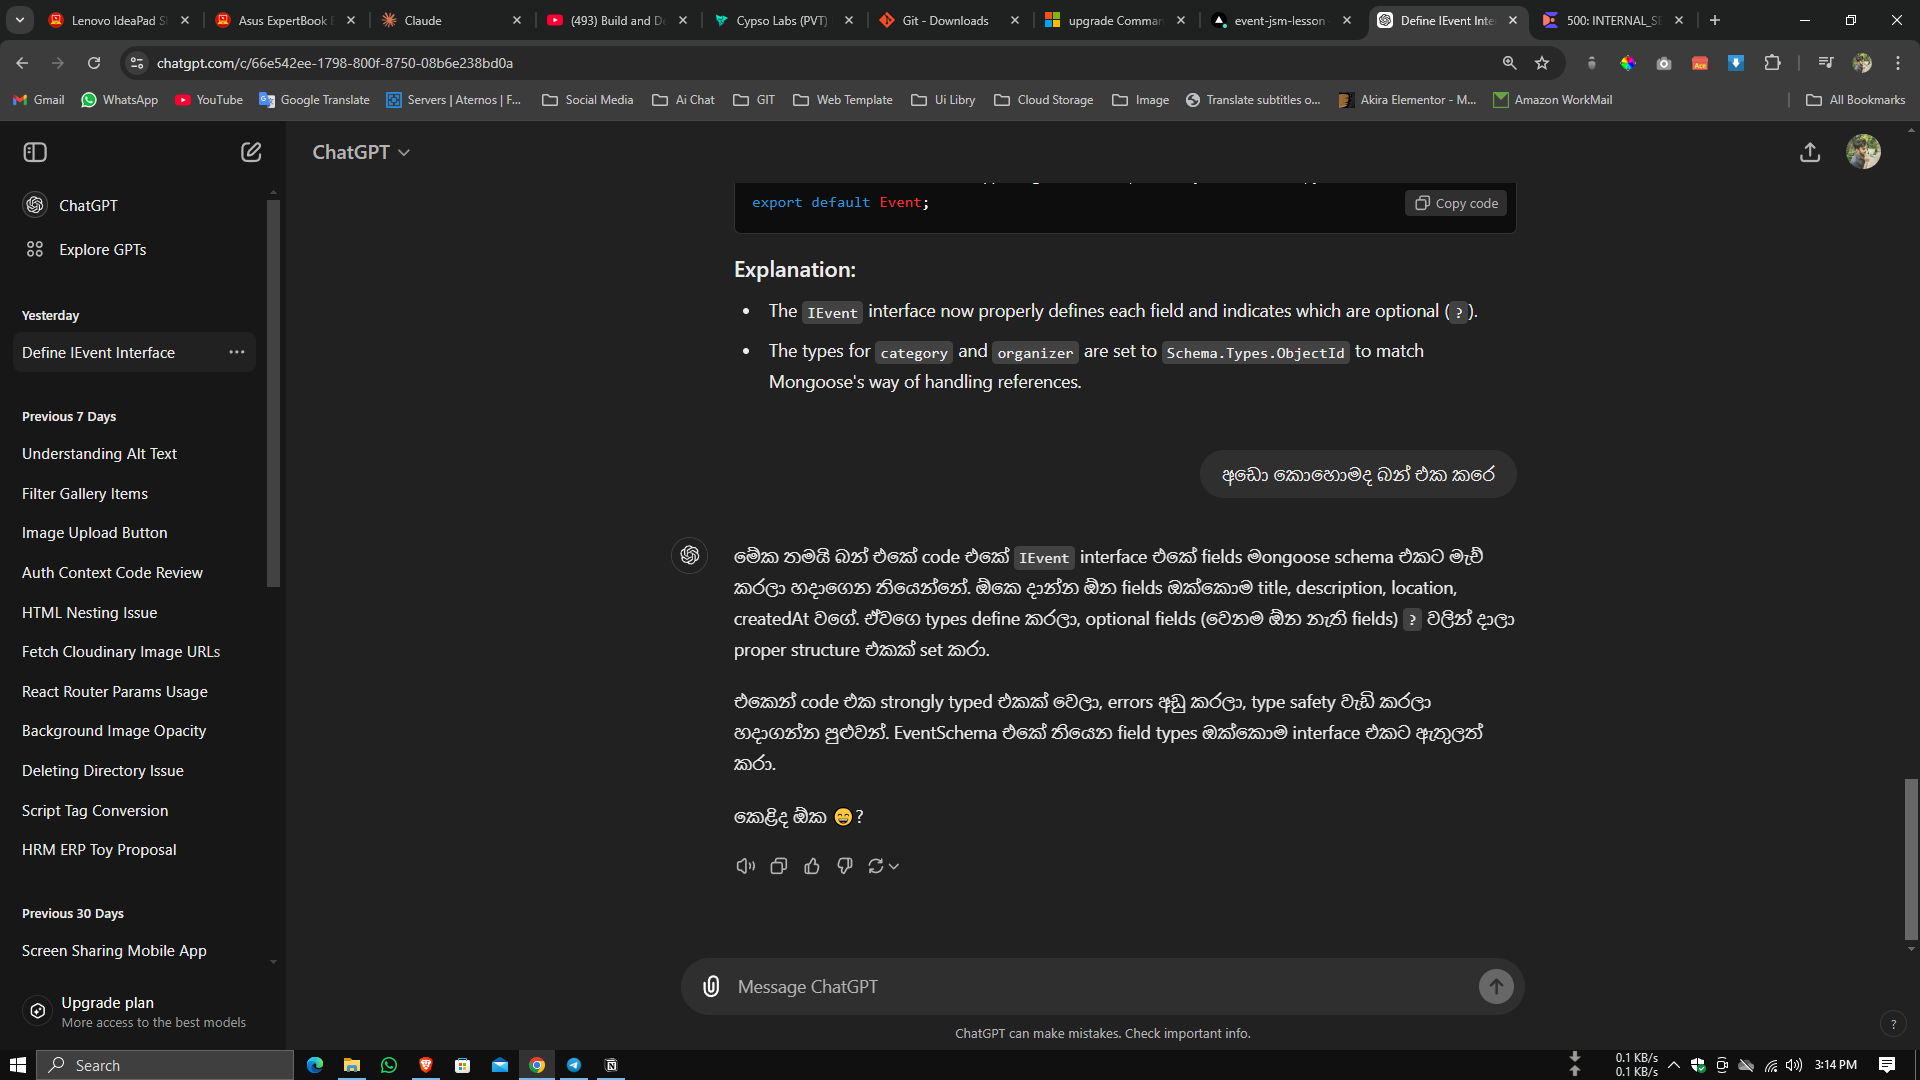 Lenovo IdeaPad S
Asus ExpertBook
Claude
(493) Build and De
Cypso Labs (PVT)
Git - Downloads
upgrade Comman
event-jsm-lesson
Define IEvent Inte
500: INTERNAL_SE
chatgpt.com/c/66e542ee-1798-800f-8750-08b6e238bd0a
Gmail
WhatsApp
YouTube
Google Translate
Servers | Aternos | F...
Social Media
Ai Chat
GIT
Web Template
Ui Libry
Cloud Storage
Image
Translate subtitles o...
Akira Elementor - M...
Amazon WorkMail
All Bookmarks
ChatGPT
ChatGPT
Explore GPTs
Yesterday
Define IEvent Interface
Previous 7 Days
Understanding Alt Text
Filter Gallery Items
Image Upload Button
Auth Context Code Review
HTML Nesting Issue
Fetch Cloudinary Image URLs
React Router Params Usage
Background Image Opacity
Deleting Directory Issue
Script Tag Conversion
HRM ERP Toy Proposal
Previous 30 Days
Screen Sharing Mobile App
Upgrade plan
More access to the best models
export default Event;
Copy code
Explanation:
• The IEvent interface now properly defines each field and indicates which are optional (?).
• The types for category and organizer are set to Schema.Types.ObjectId to match
Mongoose's way of handling references.
අඩො කොහොමද බන් එක කරෙ
මේක තමයි බන් එකේ code එකේ IEvent interface එකේ fields මongoose schema එකට මැච්
කරලා හදාගෙන තියෙන්නේ. ඕකෙ දාන්න ඕන fields ඔක්කොම title, description, location,
createdAt වගේ. ඒවගෙ types define කරලා, optional fields (වෙනම ඕන නැති fields) ? වලින් දාලා
proper structure එකක් set කරා.
එකෙන් code එක strongly typed එකක් වෙලා, errors අඩු කරලා, type safety වැඩි කරලා
හදාගන්න පුළුවන්. EventSchema එකේ තියෙන field types ඔක්කොම interface එකට ඇතුලත්
කරා.
කෙළිද ඕක 😄?
Message ChatGPT
ChatGPT can make mistakes. Check important info.
?
Search
0.1 KB/s
0.1 KB/s
3:14 PM